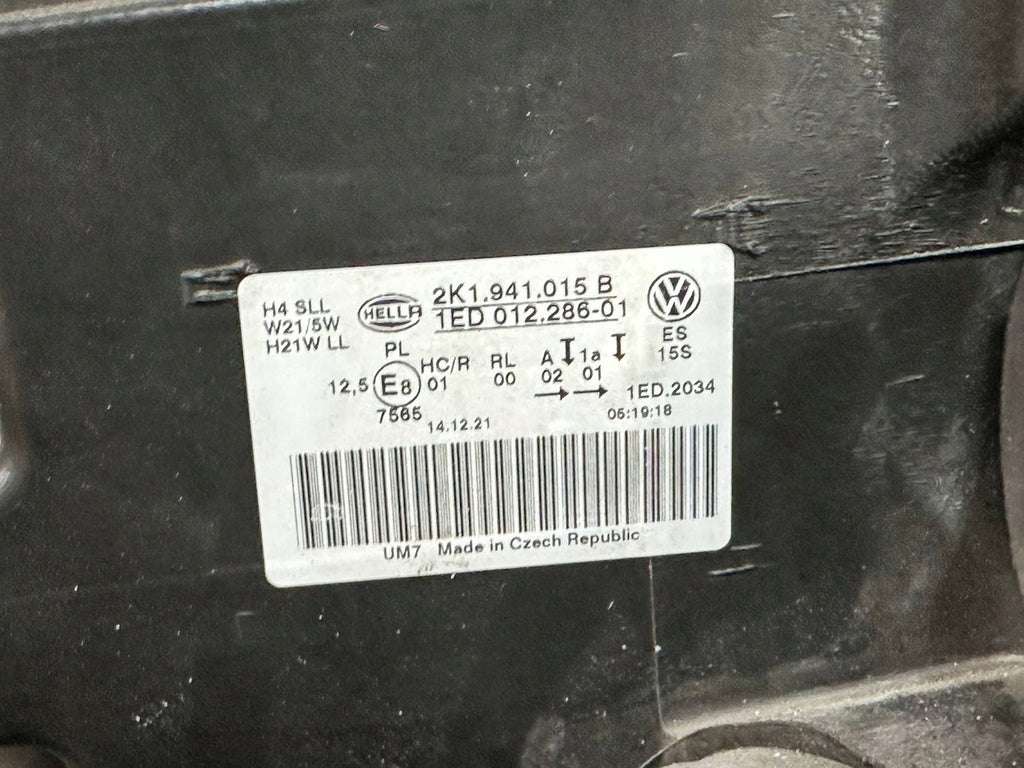 H4 SLL
W21/5W
H21W LL
HELLA
2K1.941.015 B
1ED 012.286-01
ES
15S
PL
12,5 E8
7565
HC/R RL A 1a
01 00 02 01
1ED.2034
14.12.21
05:19:18
UM7 Made in Czech Republic